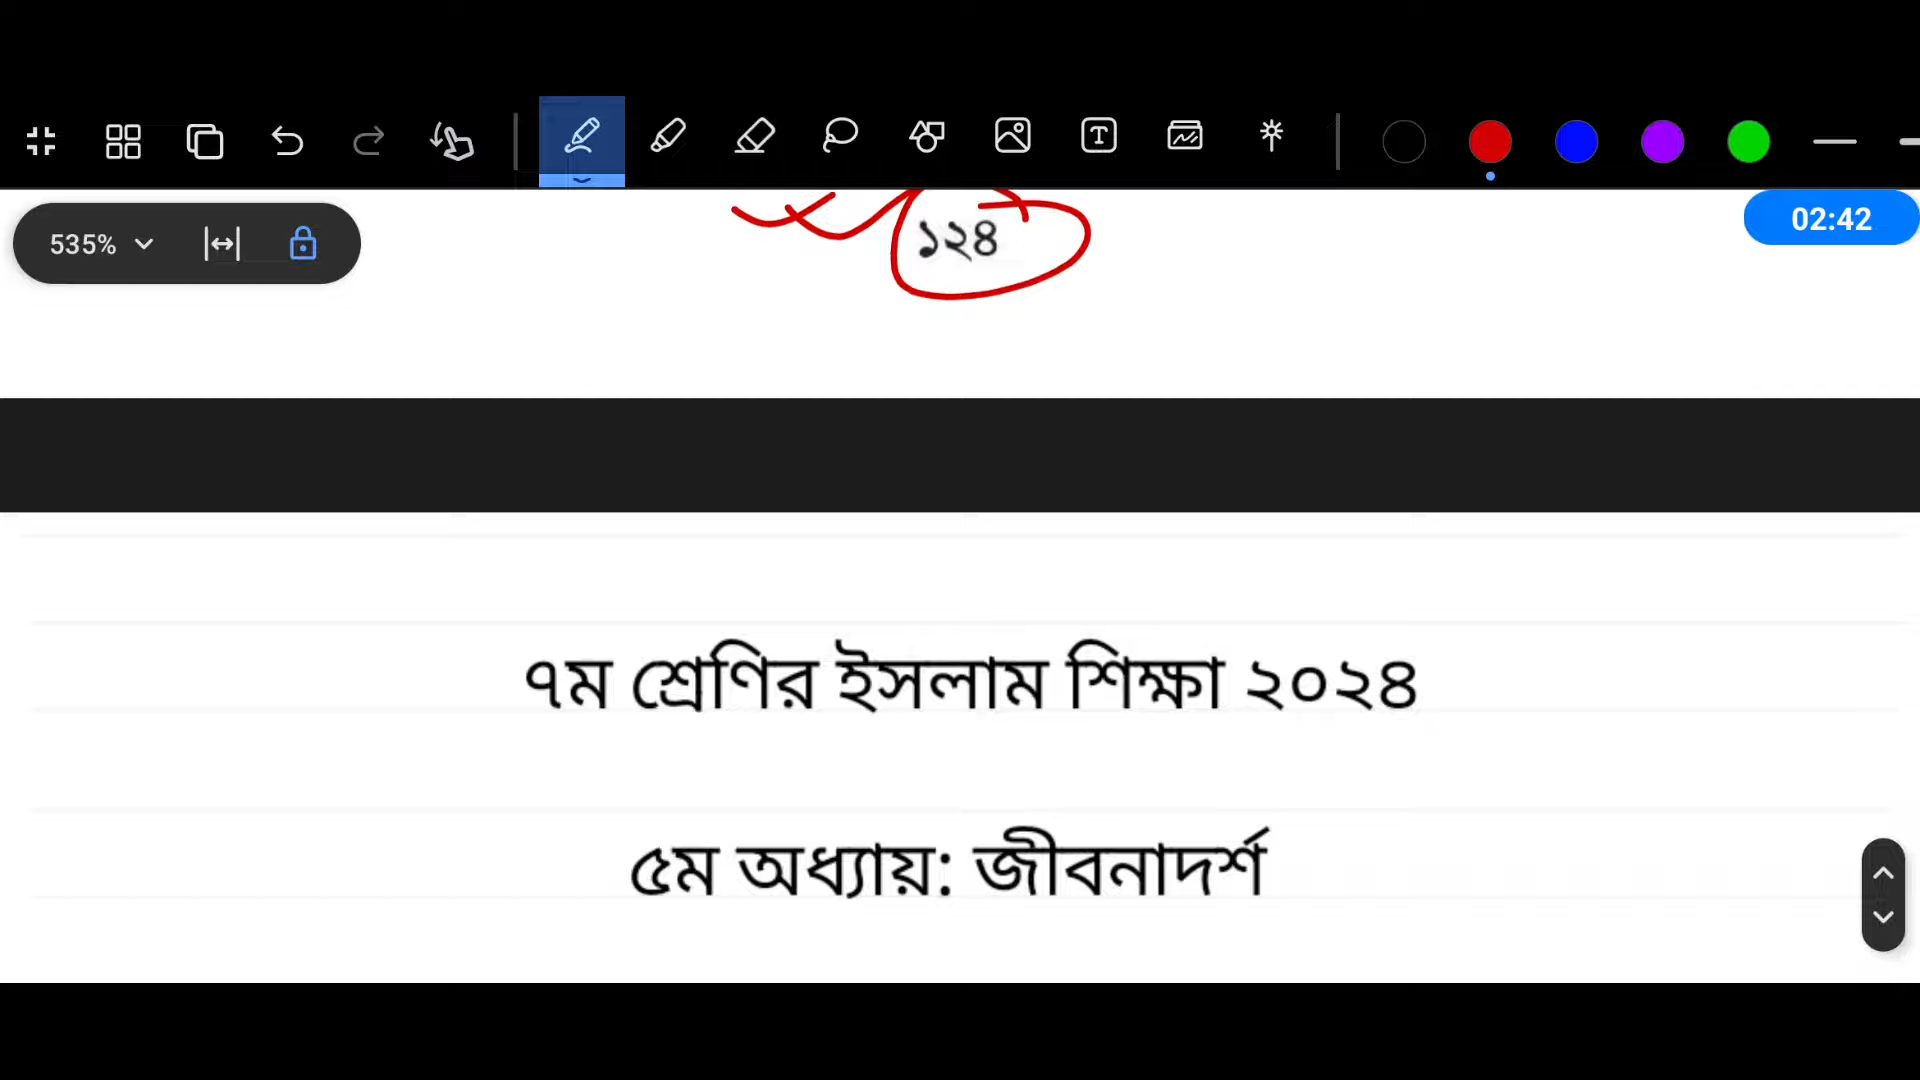 02:42
535%
১২৪
৭ম শ্রেণির ইসলাম শিক্ষা ২০২৪
৫ম অধ্যায়: জীবনাদর্শ